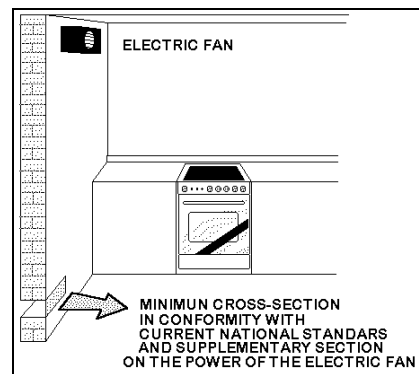 ELECTRIC FAN
MINIMUN CROSS-SECTION
IN CONFORMITY WITH
CURRENT NATIONAL STANDARS
AND SUPPLEMENTARY SECTION
ON THE POWER OF THE ELECTRIC FAN